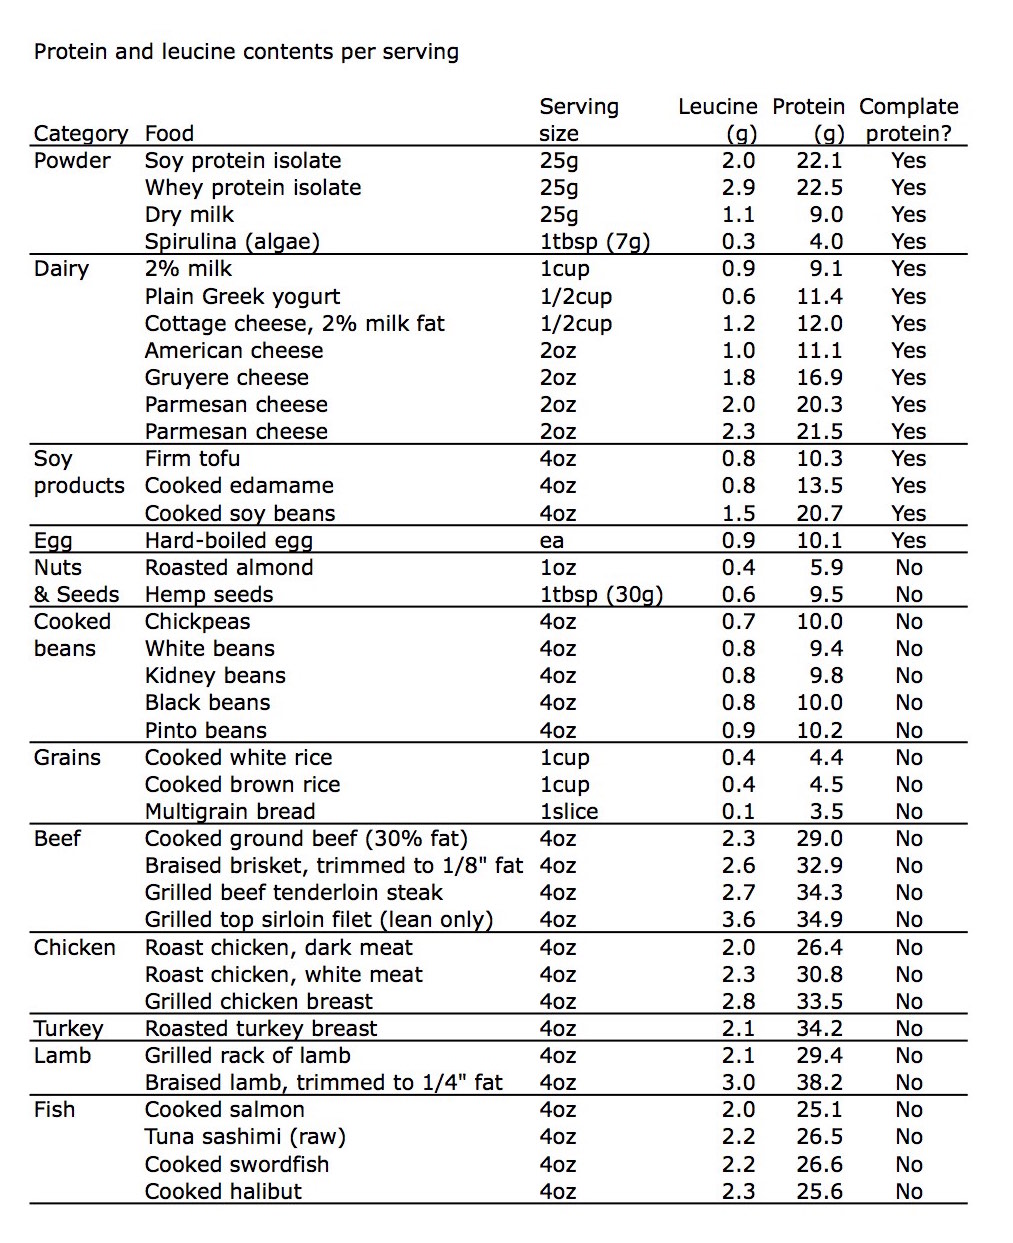 Protein and leucine contents per serving
Serving Leucine Protein Complate
Category Food size (g) (g) protein?
Powder Soy protein isolate 25g 2.0 22.1 Yes
Whey protein isolate 25g 2.9 22.5 Yes
Dry milk 25g 1.1 9.0 Yes
Spirulina (algae) 1tbsp (7g) 0.3 4.0 Yes
Dairy 2% milk 1cup 0.9 9.1 Yes
Plain Greek yogurt 1/2cup 0.6 11.4 Yes
Cottage cheese, 2% milk fat 1/2cup 1.2 12.0 Yes
American cheese 2oz 1.0 11.1 Yes
Gruyere cheese 2oz 1.8 16.9 Yes
Parmesan cheese 2oz 2.0 20.3 Yes
Parmesan cheese 2oz 2.3 21.5 Yes
Soy Firm tofu 4oz 0.8 10.3 Yes
products Cooked edamame 4oz 0.8 13.5 Yes
Cooked soy beans 4oz 1.5 20.7 Yes
Egg Hard-boiled egg ea 0.9 10.1 Yes
Nuts Roasted almond 1oz 0.4 5.9 No
& Seeds Hemp seeds 1tbsp (30g) 0.6 9.5 No
Cooked Chickpeas 4oz 0.7 10.0 No
beans White beans 4oz 0.8 9.4 No
Kidney beans 4oz 0.8 9.8 No
Black beans 4oz 0.8 10.0 No
Pinto beans 4oz 0.9 10.2 No
Grains Cooked white rice 1cup 0.4 4.4 No
Cooked brown rice 1cup 0.4 4.5 No
Multigrain bread 1slice 0.1 3.5 No
Beef Cooked ground beef (30% fat) 4oz 2.3 29.0 No
Braised brisket, trimmed to 1/8" fat 4oz 2.6 32.9 No
Grilled beef tenderloin steak 4oz 2.7 34.3 No
Grilled top sirloin filet (lean only) 4oz 3.6 34.9 No
Chicken Roast chicken, dark meat 4oz 2.0 26.4 No
Roast chicken, white meat 4oz 2.3 30.8 No
Grilled chicken breast 4oz 2.8 33.5 No
Turkey Roasted turkey breast 4oz 2.1 34.2 No
Lamb Grilled rack of lamb 4oz 2.1 29.4 No
Braised lamb, trimmed to 1/4" fat 4oz 3.0 38.2 No
Fish Cooked salmon 4oz 2.0 25.1 No
Tuna sashimi (raw) 4oz 2.2 26.5 No
Cooked swordfish 4oz 2.2 26.6 No
Cooked halibut 4oz 2.3 25.6 No